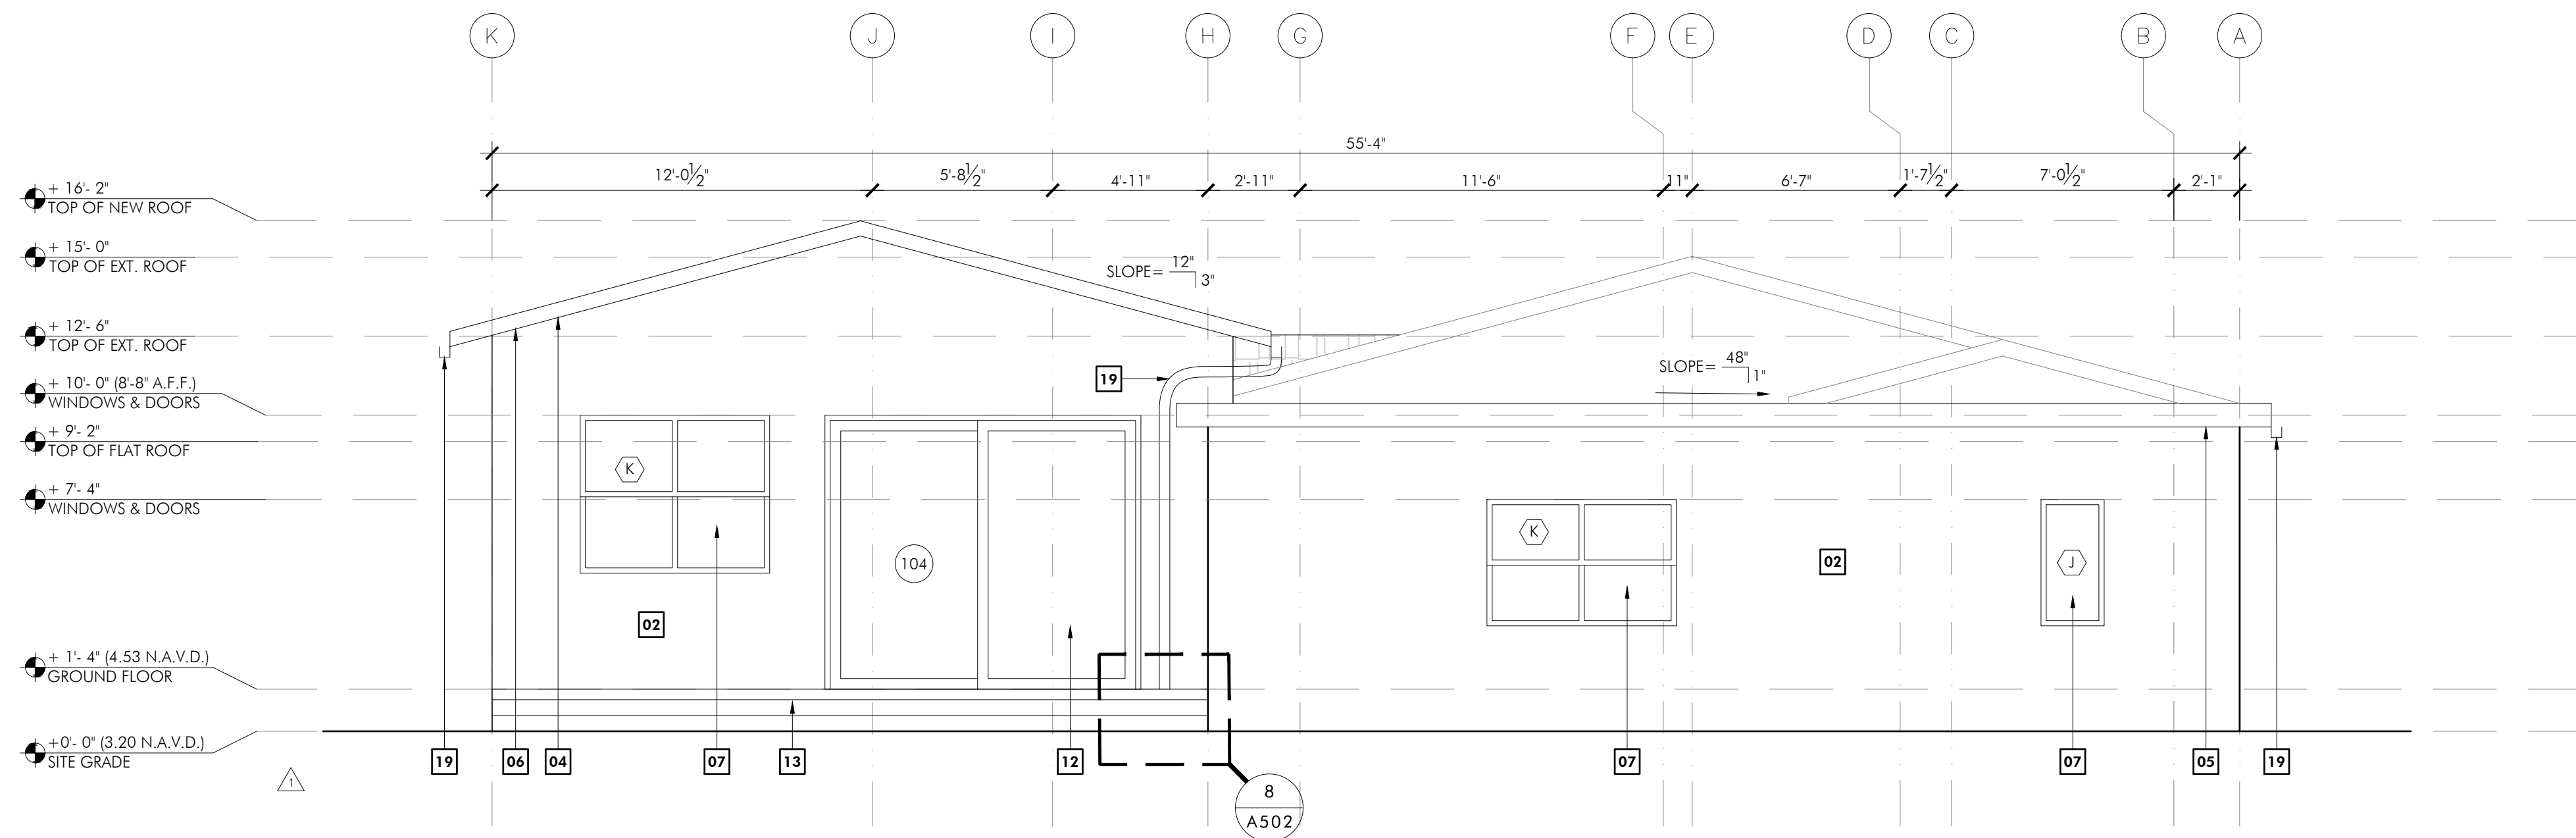 K J I H G F E D C B A
55'-4"
12'-0½" 5'-8½" 4'-11" 2'-11" 11'-6" 11" 6'-7" 1'-7½" 7'-0½" 2'-1"
+ 16'- 2"
TOP OF NEW ROOF
+ 15'- 0"
TOP OF EXT. ROOF
SLOPE= 12" 3"
+ 12'- 6"
TOP OF EXT. ROOF
SLOPE= 48" 1"
19
+ 10'- 0" (8'-8" A.F.F.)
WINDOWS & DOORS
+ 9'- 2"
TOP OF FLAT ROOF
K
+ 7'- 4"
WINDOWS & DOORS
K
104 02 J
02
+ 1'- 4" (4.53 N.A.V.D.)
GROUND FLOOR
+0'- 0" (3.20 N.A.V.D.)
SITE GRADE
19 06 04 07 13 12 07 07 05 19
1
8
A502